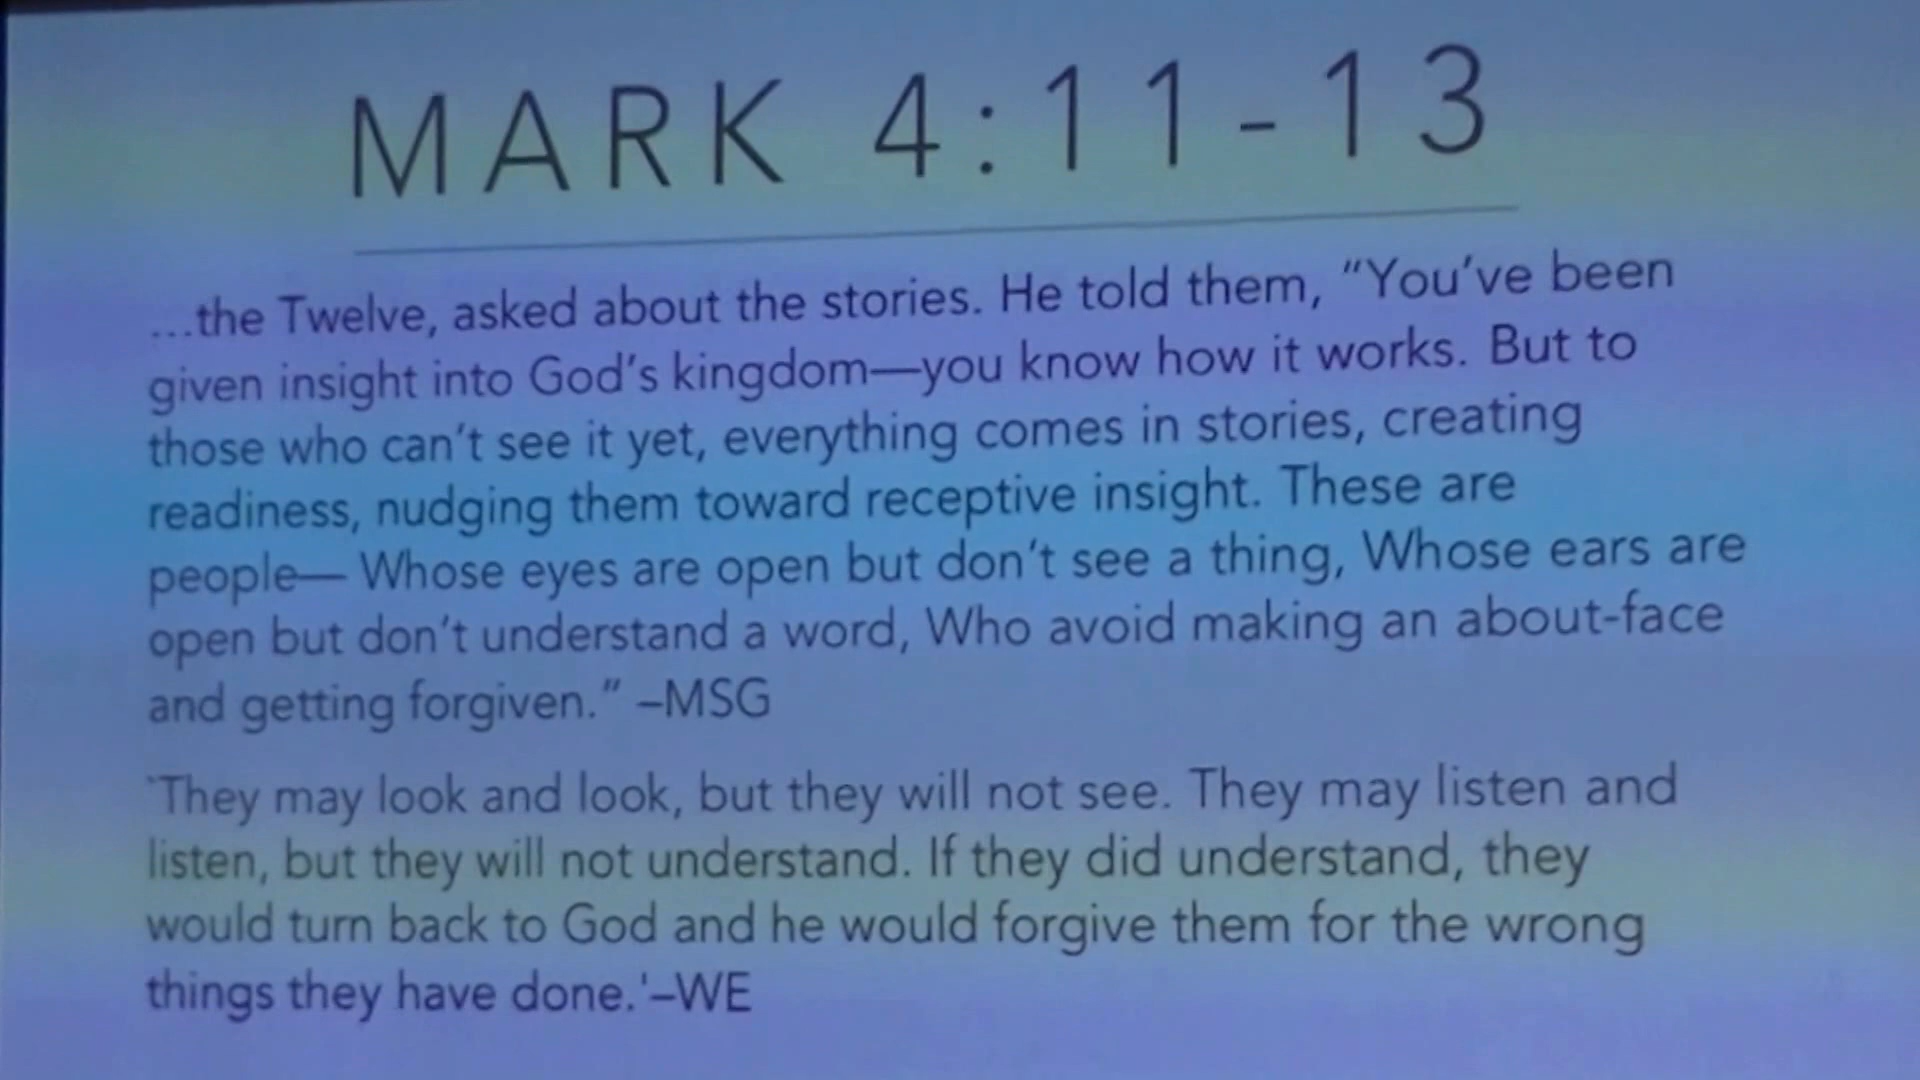 MARK 4:11-13
...the Twelve, asked about the stories. He told them, “You’ve been
given insight into God’s kingdom—you know how it works. But to
those who can’t see it yet, everything comes in stories, creating
readiness, nudging them toward receptive insight. These are
people— Whose eyes are open but don’t see a thing, Whose ears are
open but don’t understand a word, Who avoid making an about-face
and getting forgiven.” –MSG
`They may look and look, but they will not see. They may listen and
listen, but they will not understand. If they did understand, they
would turn back to God and he would forgive them for the wrong
things they have done.'–WE